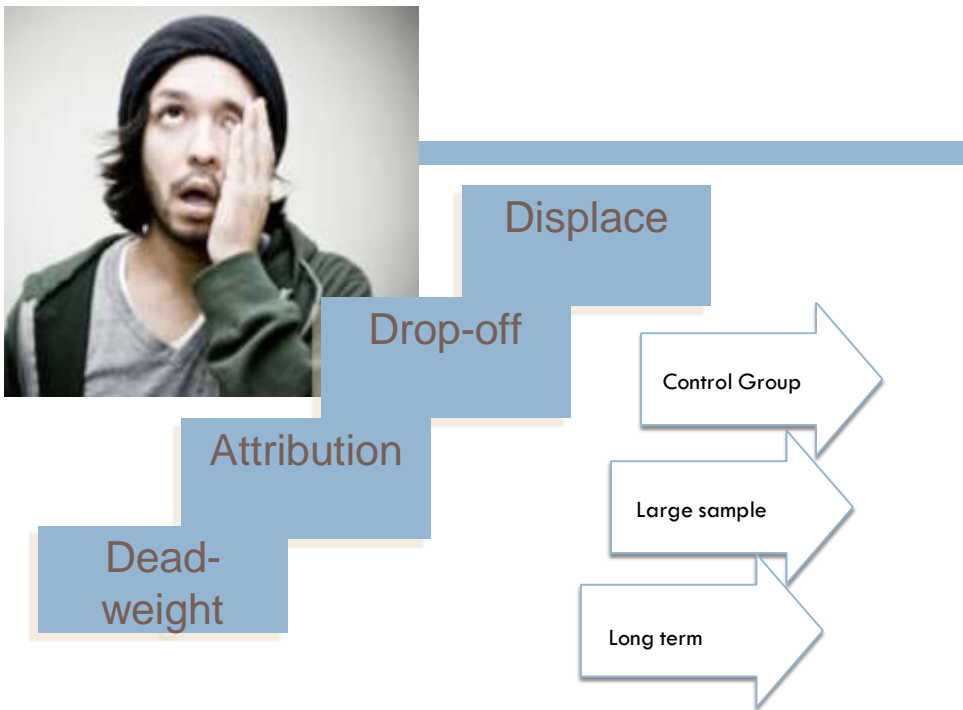 Displace
Drop-off
Control Group
Attribution
Large sample
Dead-
weight
Long term